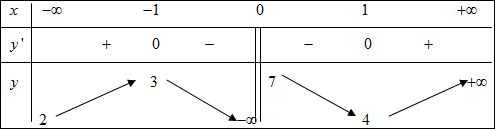 x −∞ −1 0 1 +∞
y' + 0 − − 0 +
y 2 3 −∞ 7 4 +∞